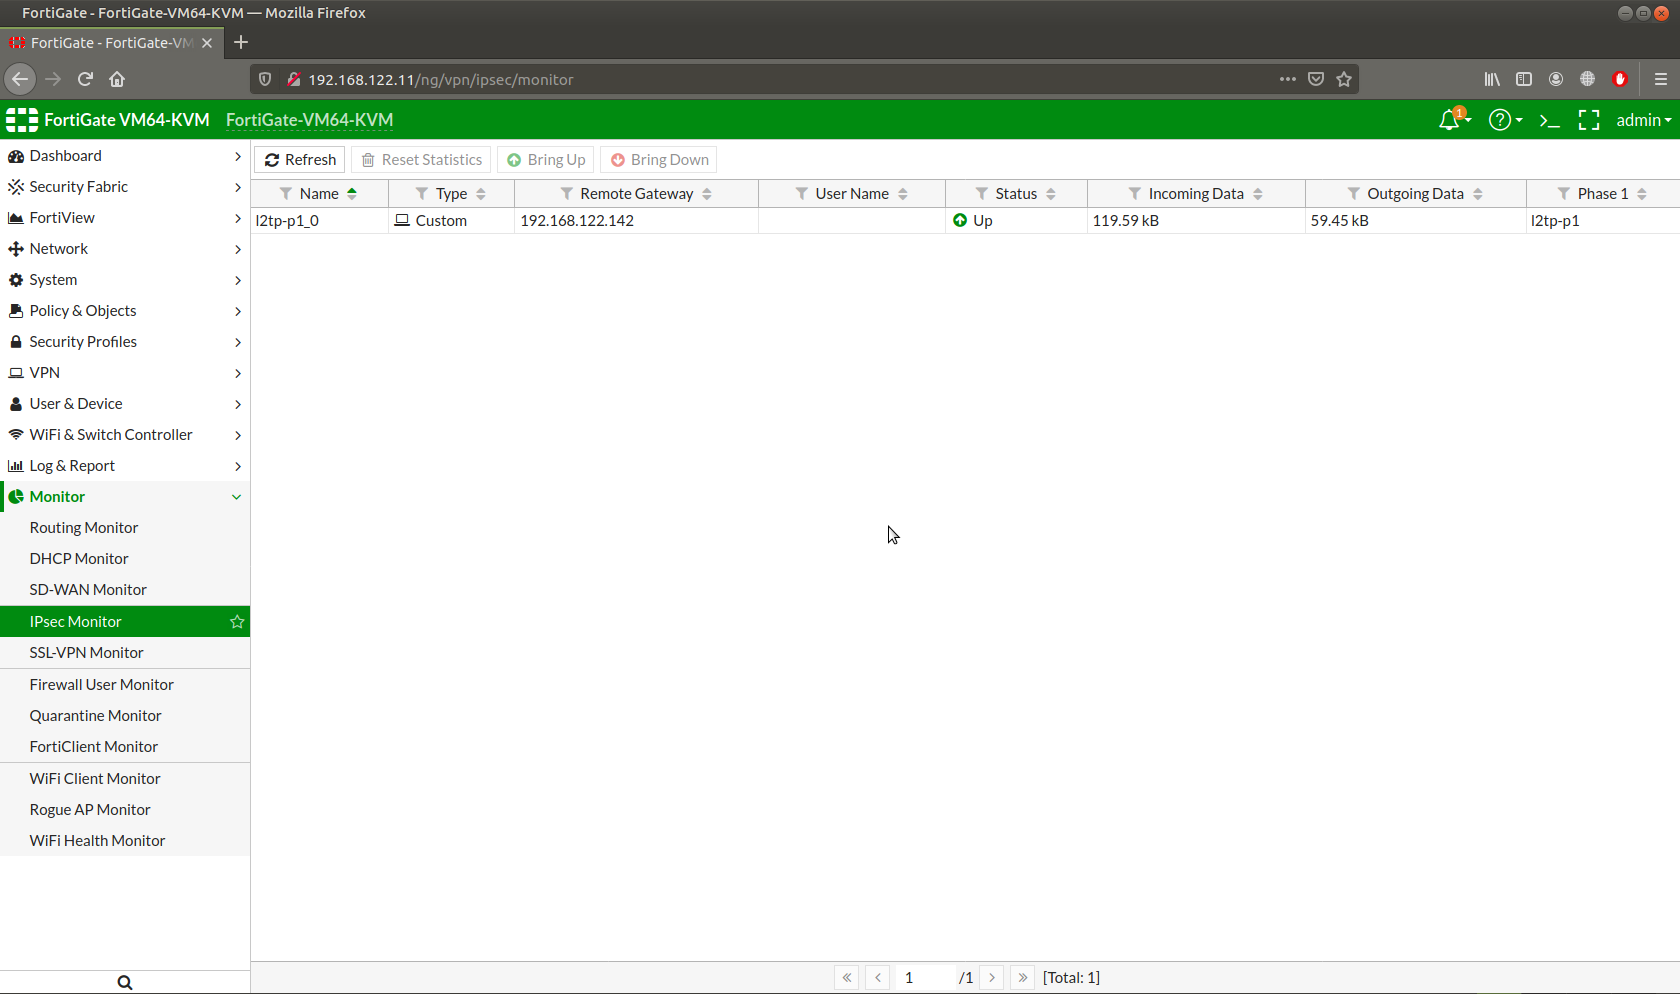 FortiGate - FortiGate-VM64-KVM — Mozilla Firefox
FortiGate - FortiGate-VM
192.168.122.11/ng/vpn/ipsec/monitor
FortiGate VM64-KVM FortiGate-VM64-KVM 1 admin
Dashboard
Security Fabric
FortiView
Network
System
Policy & Objects
Security Profiles
VPN
User & Device
WiFi & Switch Controller
Log & Report
Monitor
Routing Monitor
DHCP Monitor
SD-WAN Monitor
IPsec Monitor
SSL-VPN Monitor
Firewall User Monitor
Quarantine Monitor
FortiClient Monitor
WiFi Client Monitor
Rogue AP Monitor
WiFi Health Monitor
Refresh Reset Statistics Bring Up Bring Down
Name Type Remote Gateway User Name Status Incoming Data Outgoing Data Phase 1
l2tp-p1_0 Custom 192.168.122.142 Up 119.59 kB 59.45 kB l2tp-p1
« < 1 /1 > » [Total: 1]